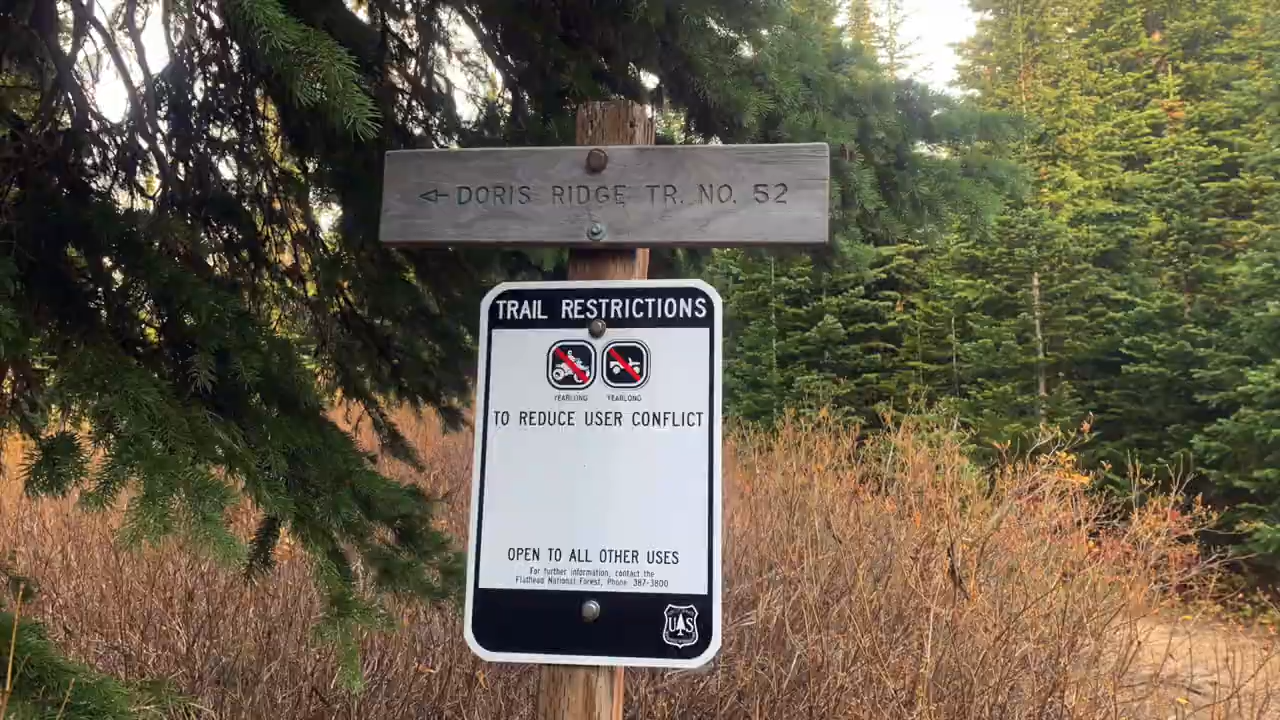 <- DORIS RIDGE TR. NO. 52
TRAIL RESTRICTIONS
YEARLONG YEARLONG
TO REDUCE USER CONFLICT
OPEN TO ALL OTHER USES
For further information, contact the
Flathead National Forest, Phone 387-3800
US